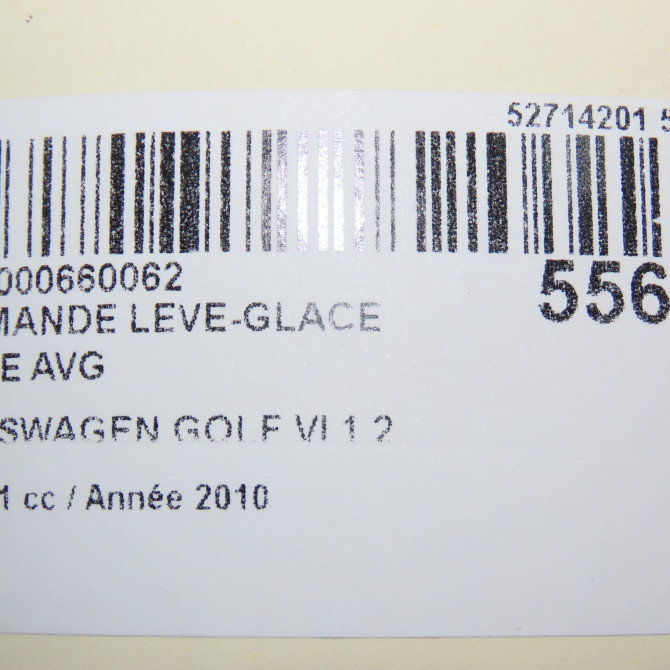 52714201 5
000660062
556
MANDE LEVE-GLACE
E AVG
SWAGEN GOLF VI 1.2
1 cc / Année 2010